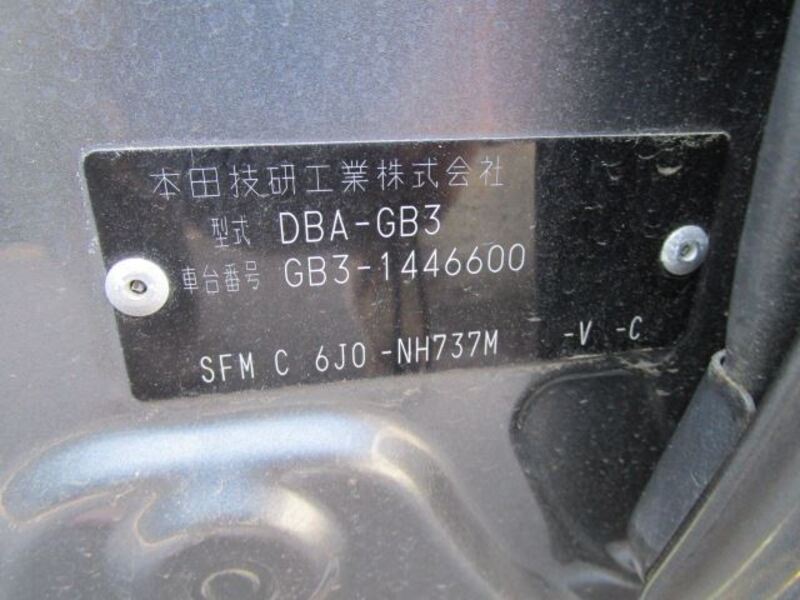 本田技研工業株式会社
型式 DBA-GB3
車台番号 GB3-1446600
SFM C 6J0 -NH737M -V -C